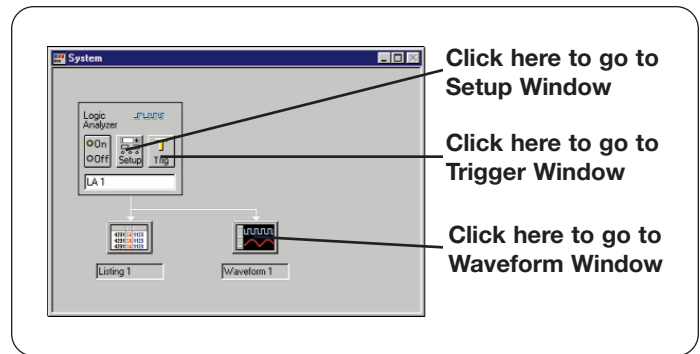 System
Click here to go to
Setup Window
Logic
Analyzer
On
Off
Setup
Trig
LA 1
Click here to go to
Trigger Window
Click here to go to
Waveform Window
Listing 1
Waveform 1